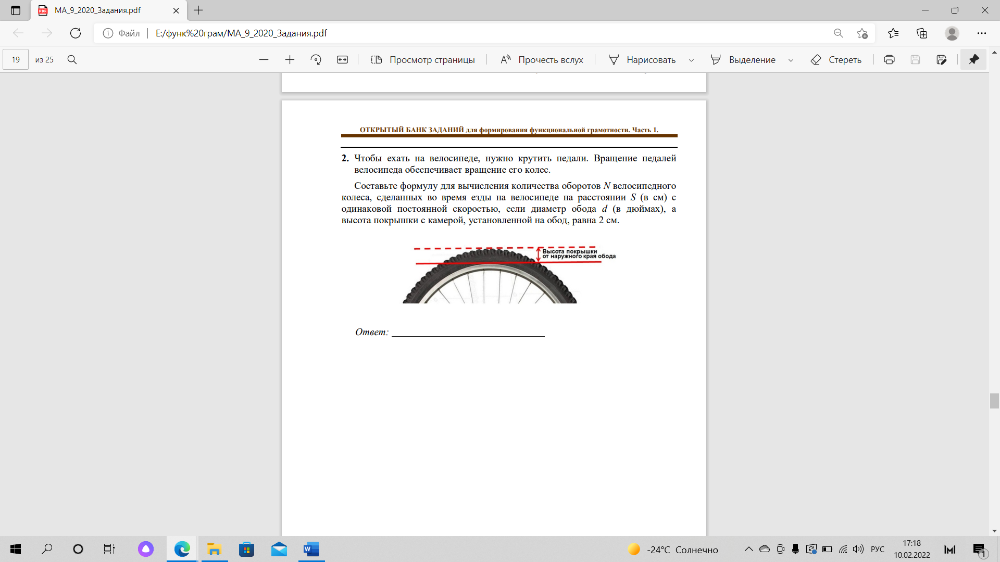 МА_9_2020_Задания.pdf
Файл
E:/функ%20грам/МА_9_2020_Задания.pdf
19
из 25
Просмотр страницы
Прочесть вслух
Нарисовать
Выделение
Стереть
ОТКРЫТЫЙ БАНК ЗАДАНИЙ для формирования функциональной грамотности. Часть 1.
2. Чтобы ехать на велосипеде, нужно крутить педали. Вращение педалей
велосипеда обеспечивает вращение его колес.
Составьте формулу для вычисления количества оборотов N велосипедного
колеса, сделанных во время езды на велосипеде на расстоянии S (в см) с
одинаковой постоянной скоростью, если диаметр обода d (в дюймах), а
высота покрышки с камерой, установленной на обод, равна 2 см.
Высота покрышки
от наружного края обода
Ответ:
-24°C Солнечно
РУС
17:18
10.02.2022
1